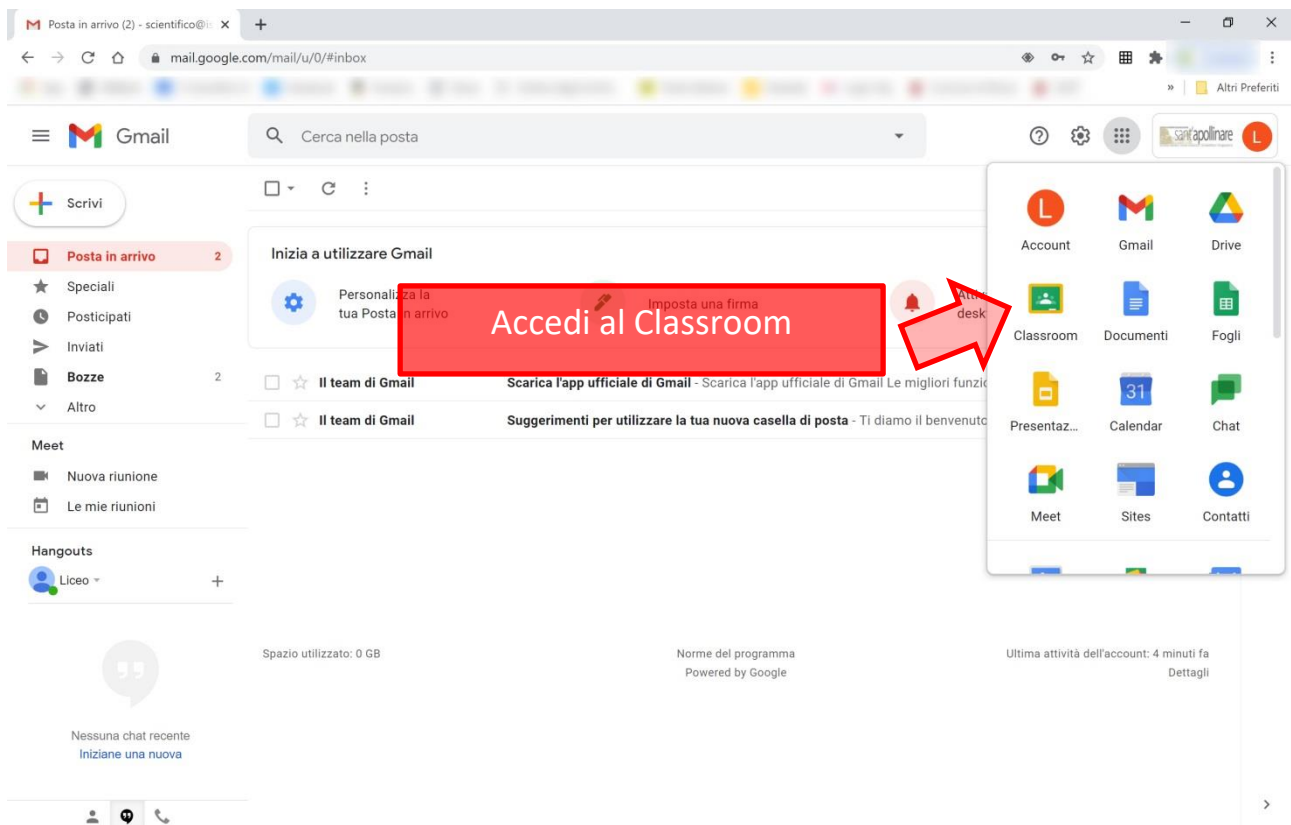 Posta in arrivo (2) - scientifico@i
mail.google.com/mail/u/0/#inbox
»
Altri Preferiti
Gmail
Cerca nella posta
sant'apollinare
L
Scrivi
Posta in arrivo 2
Speciali
Posticipati
Inviati
Bozze 2
Altro
Meet
Nuova riunione
Le mie riunioni
Hangouts
Liceo
Nessuna chat recente
Iniziane una nuova
Inizia a utilizzare Gmail
Personalizza la
tua Posta in arrivo
Imposta una firma
desk
Accedi al Classroom
Il team di Gmail Scarica l'app ufficiale di Gmail - Scarica l'app ufficiale di Gmail Le migliori funzio
Il team di Gmail Suggerimenti per utilizzare la tua nuova casella di posta - Ti diamo il benvenuto
L
Account Gmail Drive
Classroom Documenti Fogli
31
Presentaz... Calendar Chat
Meet Sites Contatti
Spazio utilizzato: 0 GB
Norme del programma
Powered by Google
Ultima attività dell'account: 4 minuti fa
Dettagli